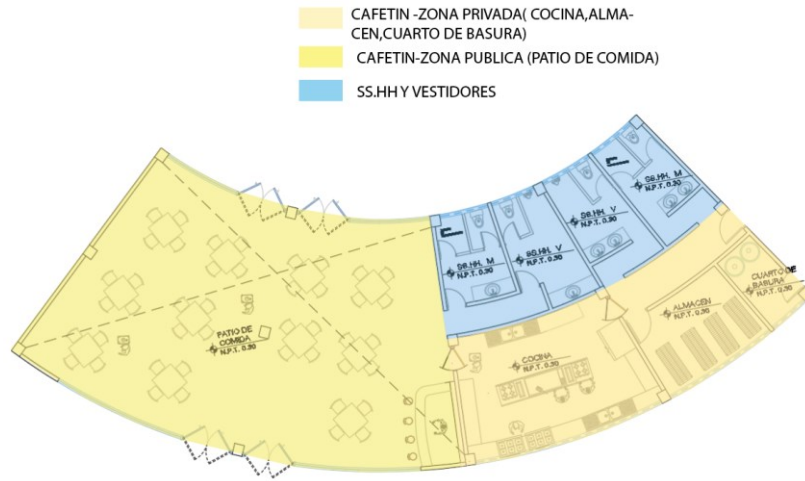 CAFETIN -ZONA PRIVADA( COCINA,ALMA-
CEN,CUARTO DE BASURA)
CAFETIN-ZONA PUBLICA (PATIO DE COMIDA)
SS.HH Y VESTIDORES
SS.HH. M
N.P.T. 0.30
SS.HH. V
N.P.T. 0.30
SS.HH. V
N.P.T. 0.30
SS.HH. M
N.P.T. 0.30
CUARTO DE
BASURA
N.P.T. 0.30
ALMACEN
N.P.T. 0.30
PATIO DE
COMIDA
N.P.T. 0.30
COCINA
N.P.T. 0.30